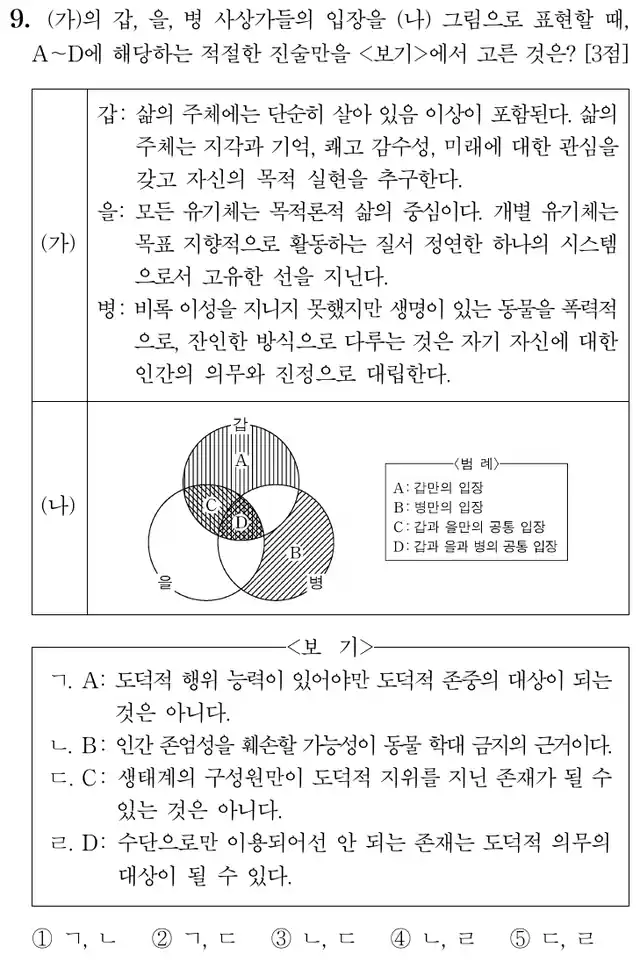 9. (가)의 갑, 을, 병 사상가들의 입장을 (나) 그림으로 표현할 때,
A~D에 해당하는 적절한 진술만을 <보기>에서 고른 것은? [3점]
(가)
갑: 삶의 주체에는 단순히 살아 있음 이상이 포함된다. 삶의
주체는 지각과 기억, 쾌고 감수성, 미래에 대한 관심을
갖고 자신의 목적 실현을 추구한다.
을: 모든 유기체는 목적론적 삶의 중심이다. 개별 유기체는
목표 지향적으로 활동하는 질서 정연한 하나의 시스템
으로서 고유한 선을 지닌다.
병: 비록 이성을 지니지 못했지만 생명이 있는 동물을 폭력적
으로, 잔인한 방식으로 다루는 것은 자기 자신에 대한
인간의 의무와 진정으로 대립한다.
(나)
갑
A
C
D
B
을
병
<범 례>
A: 갑만의 입장
B: 병만의 입장
C: 갑과 을만의 공통 입장
D: 갑과 을과 병의 공통 입장
<보 기>
ㄱ. A: 도덕적 행위 능력이 있어야만 도덕적 존중의 대상이 되는
것은 아니다.
ㄴ. B: 인간 존엄성을 훼손할 가능성이 동물 학대 금지의 근거이다.
ㄷ. C: 생태계의 구성원만이 도덕적 지위를 지닌 존재가 될 수
있는 것은 아니다.
ㄹ. D: 수단으로만 이용되어선 안 되는 존재는 도덕적 의무의
대상이 될 수 있다.
① ㄱ, ㄴ ② ㄱ, ㄷ ③ ㄴ, ㄷ ④ ㄴ, ㄹ ⑤ ㄷ, ㄹ